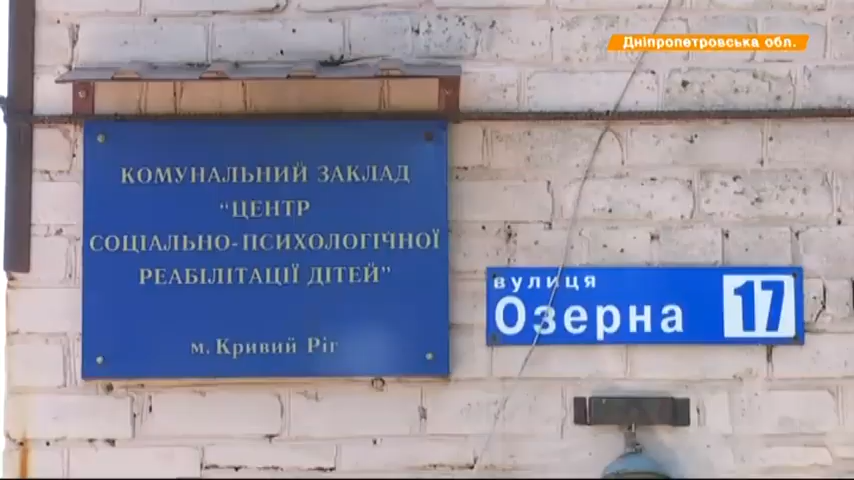 Дніпропетровська обл.
КОМУНАЛЬНИЙ ЗАКЛАД
"ЦЕНТР
СОЦІАЛЬНО-ПСИХОЛОГІЧНОЇ
РЕАБІЛІТАЦІЇ ДІТЕЙ"
м. Кривий Ріг
вулиця
Озерна 17